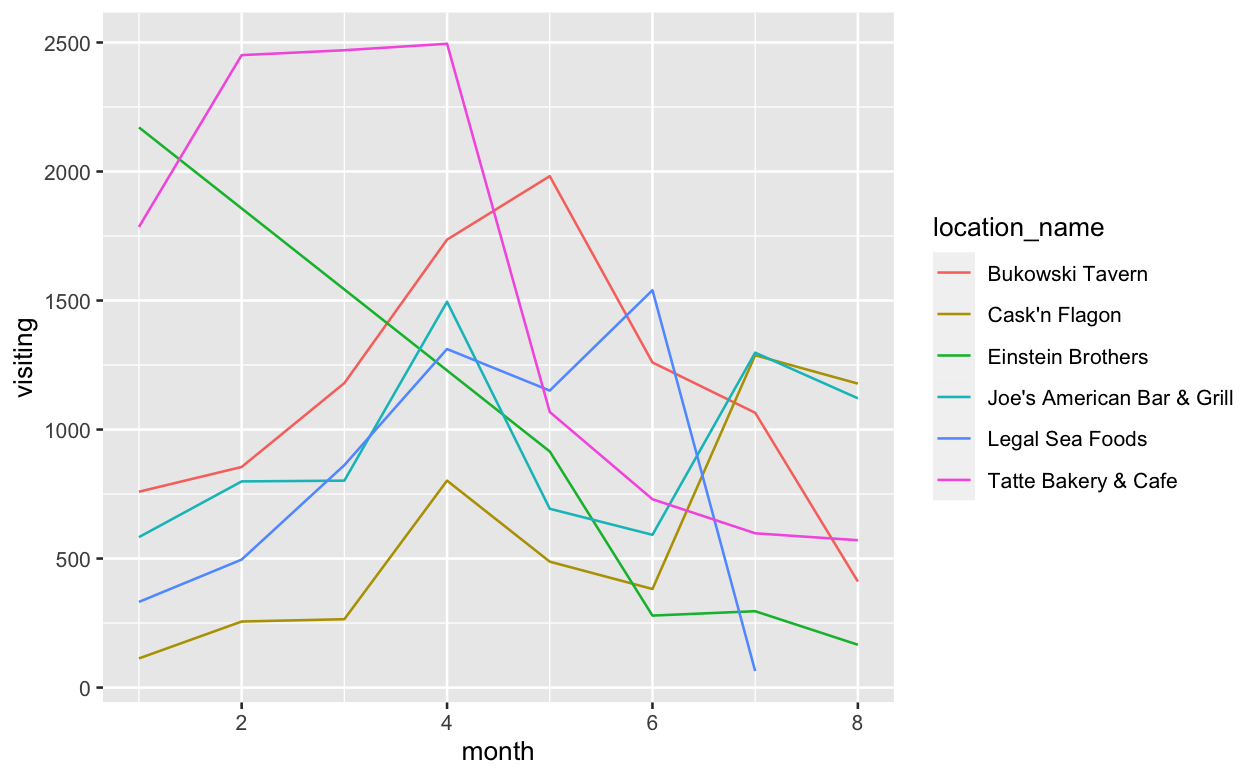 2500
2000
1500
1000
500
0
visiting
2
4
6
8
month
location_name
Bukowski Tavern
Cask'n Flagon
Einstein Brothers
Joe's American Bar & Grill
Legal Sea Foods
Tatte Bakery & Cafe